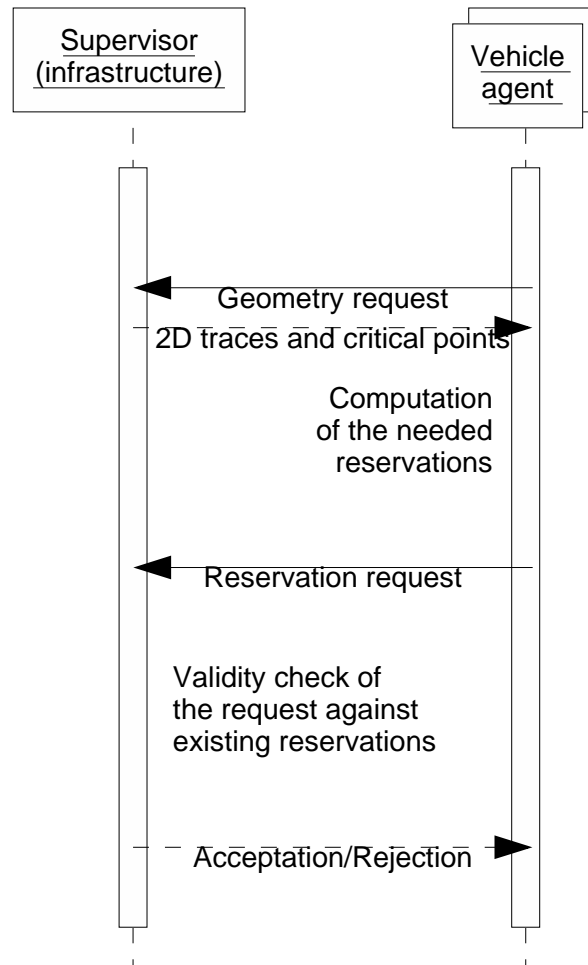 Supervisor
(infrastructure)
Vehicle
agent
Geometry request
2D traces and critical points
Computation
of the needed
reservations
Reservation request
Validity check of
the request against
existing reservations
Acceptation/Rejection